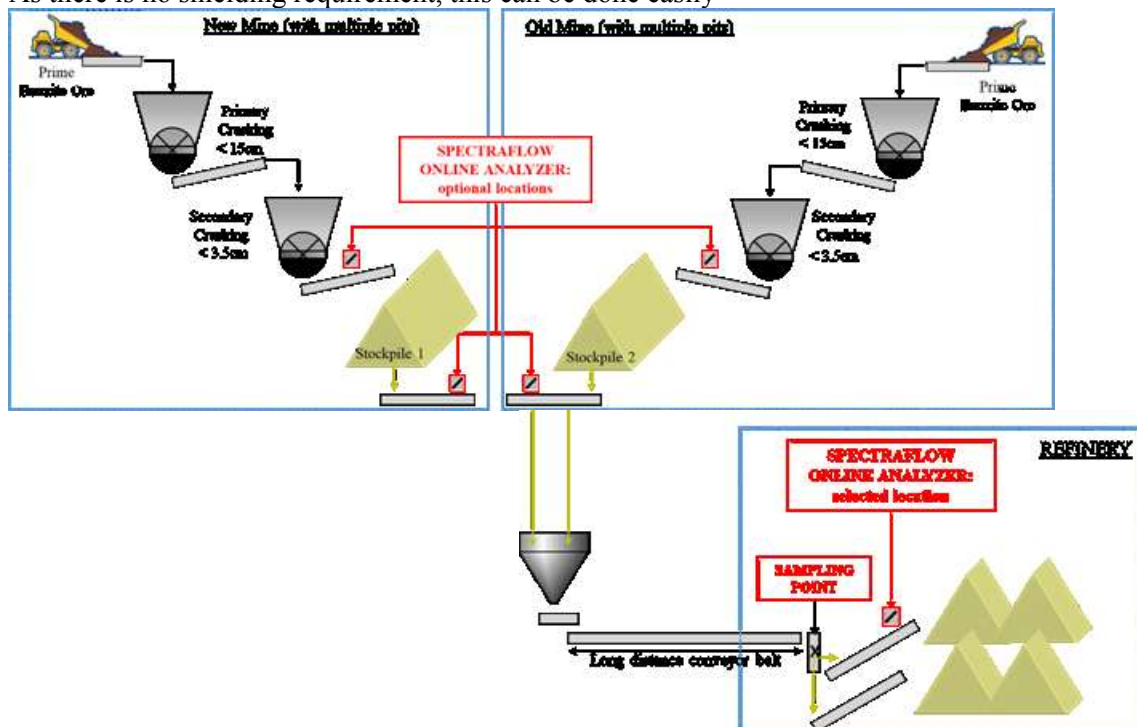 As there is no shielding requirement, this can be done easily
New Mine (with multiple pits)
Old Mine (with multiple pits)
Prime
Bauxite Ore
Primary
Crushing
< 15cm
Secondary
Crushing
< 3.5cm
SPECTRAFLOW
ONLINE ANALYZER:
optional locations
Prime
Bauxite Ore
Primary
Crushing
< 15cm
Secondary
Crushing
< 3.5cm
Stockpile 1
Stockpile 2
REFINERY
SPECTRAFLOW
ONLINE ANALYZER:
selected location
SAMPLING
POINT
X
Long distance conveyor belt